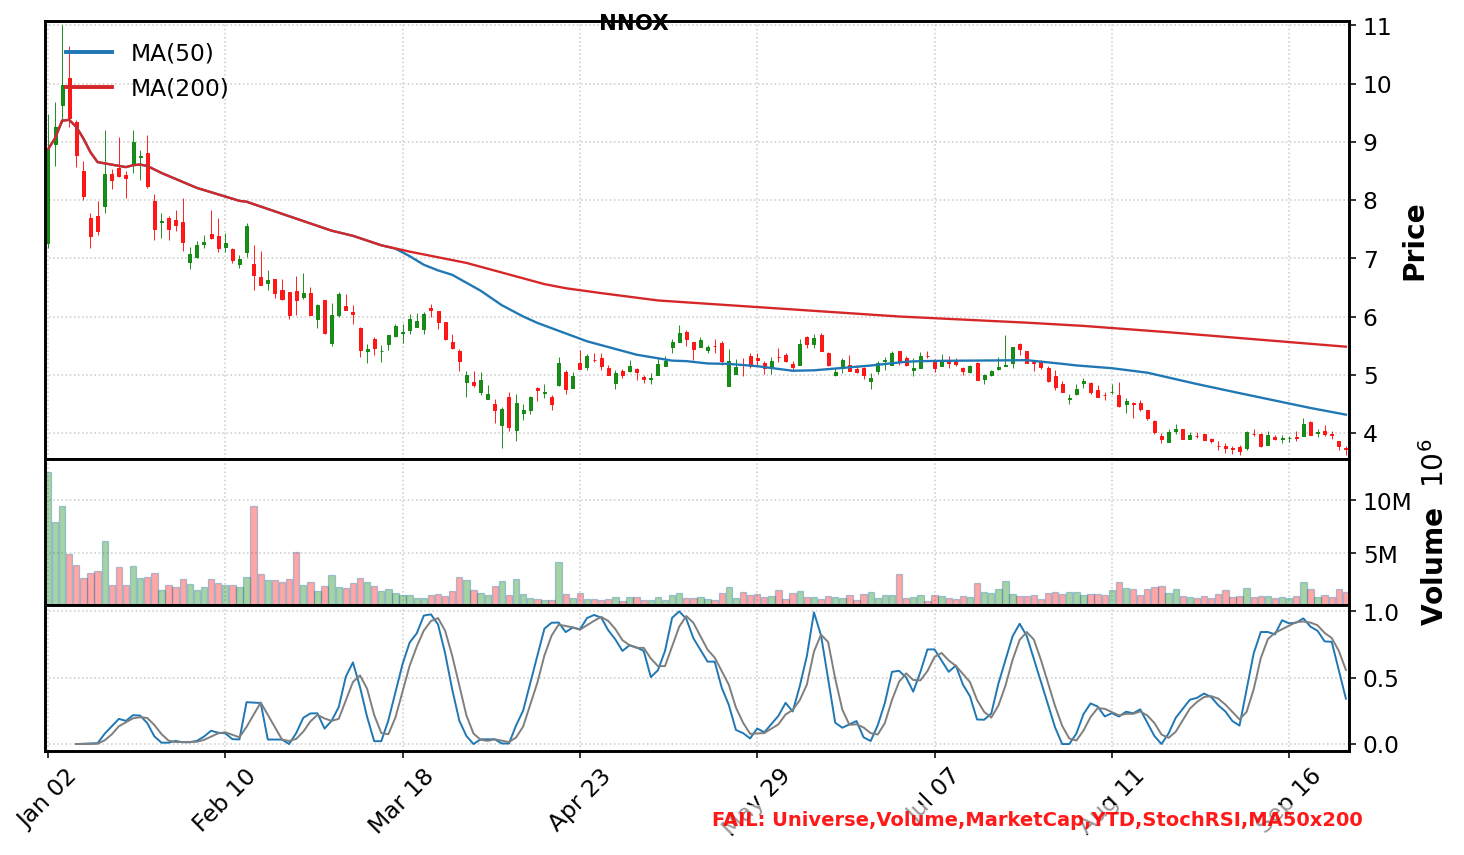 NNOX
MA(50)
MA(200)
11
10
9
8
7
6
5
4
Price
10M
5M
Volume 10^6
1.0
0.5
0.0
Jan 02
Feb 10
Mar 18
Apr 23
May 29
Jul 07
Aug 11
Sep 16
FAIL: Universe,Volume,MarketCap,YTD,StochRSI,MA50x200